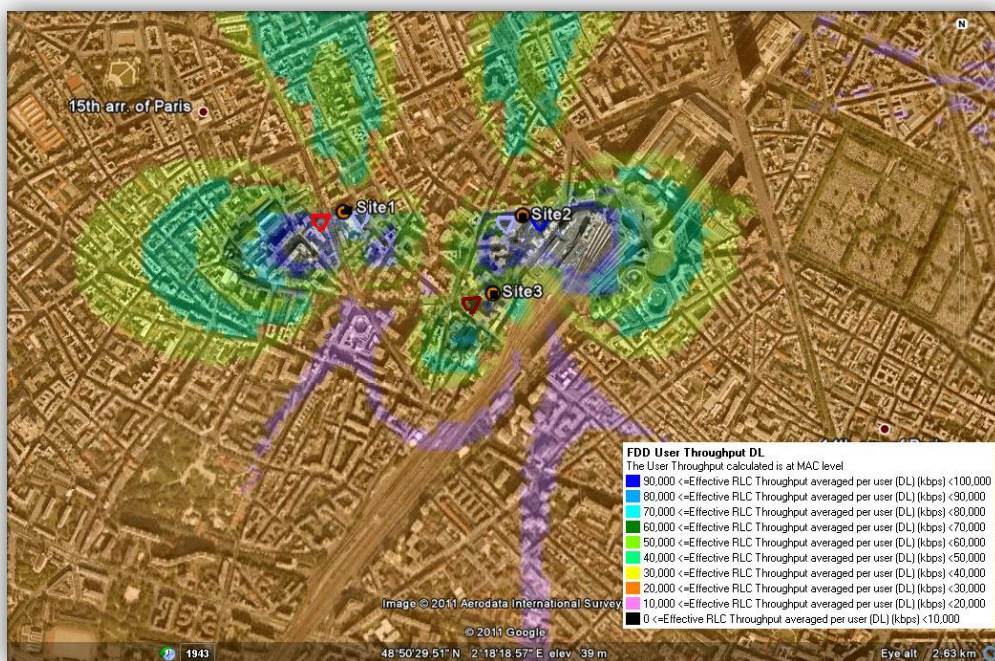 N
15th arr. of Paris
Site1
Site2
Site3
FDD User Throughput DL
The User Throughput calculated is at MAC level
90,000 <=Effective RLC Throughput averaged per user (DL) (kbps) <100,000
80,000 <=Effective RLC Throughput averaged per user (DL) (kbps) <90,000
70,000 <=Effective RLC Throughput averaged per user (DL) (kbps) <80,000
60,000 <=Effective RLC Throughput averaged per user (DL) (kbps) <70,000
50,000 <=Effective RLC Throughput averaged per user (DL) (kbps) <60,000
40,000 <=Effective RLC Throughput averaged per user (DL) (kbps) <50,000
30,000 <=Effective RLC Throughput averaged per user (DL) (kbps) <40,000
20,000 <=Effective RLC Throughput averaged per user (DL) (kbps) <30,000
10,000 <=Effective RLC Throughput averaged per user (DL) (kbps) <20,000
0 <=Effective RLC Throughput averaged per user (DL) (kbps) <10,000
Image © 2011 Aerodata International Surveys
© 2011 Google
1943
48°50'29.51" N 2°18'18.57" E elev 39 m
Eye alt 2.63 km